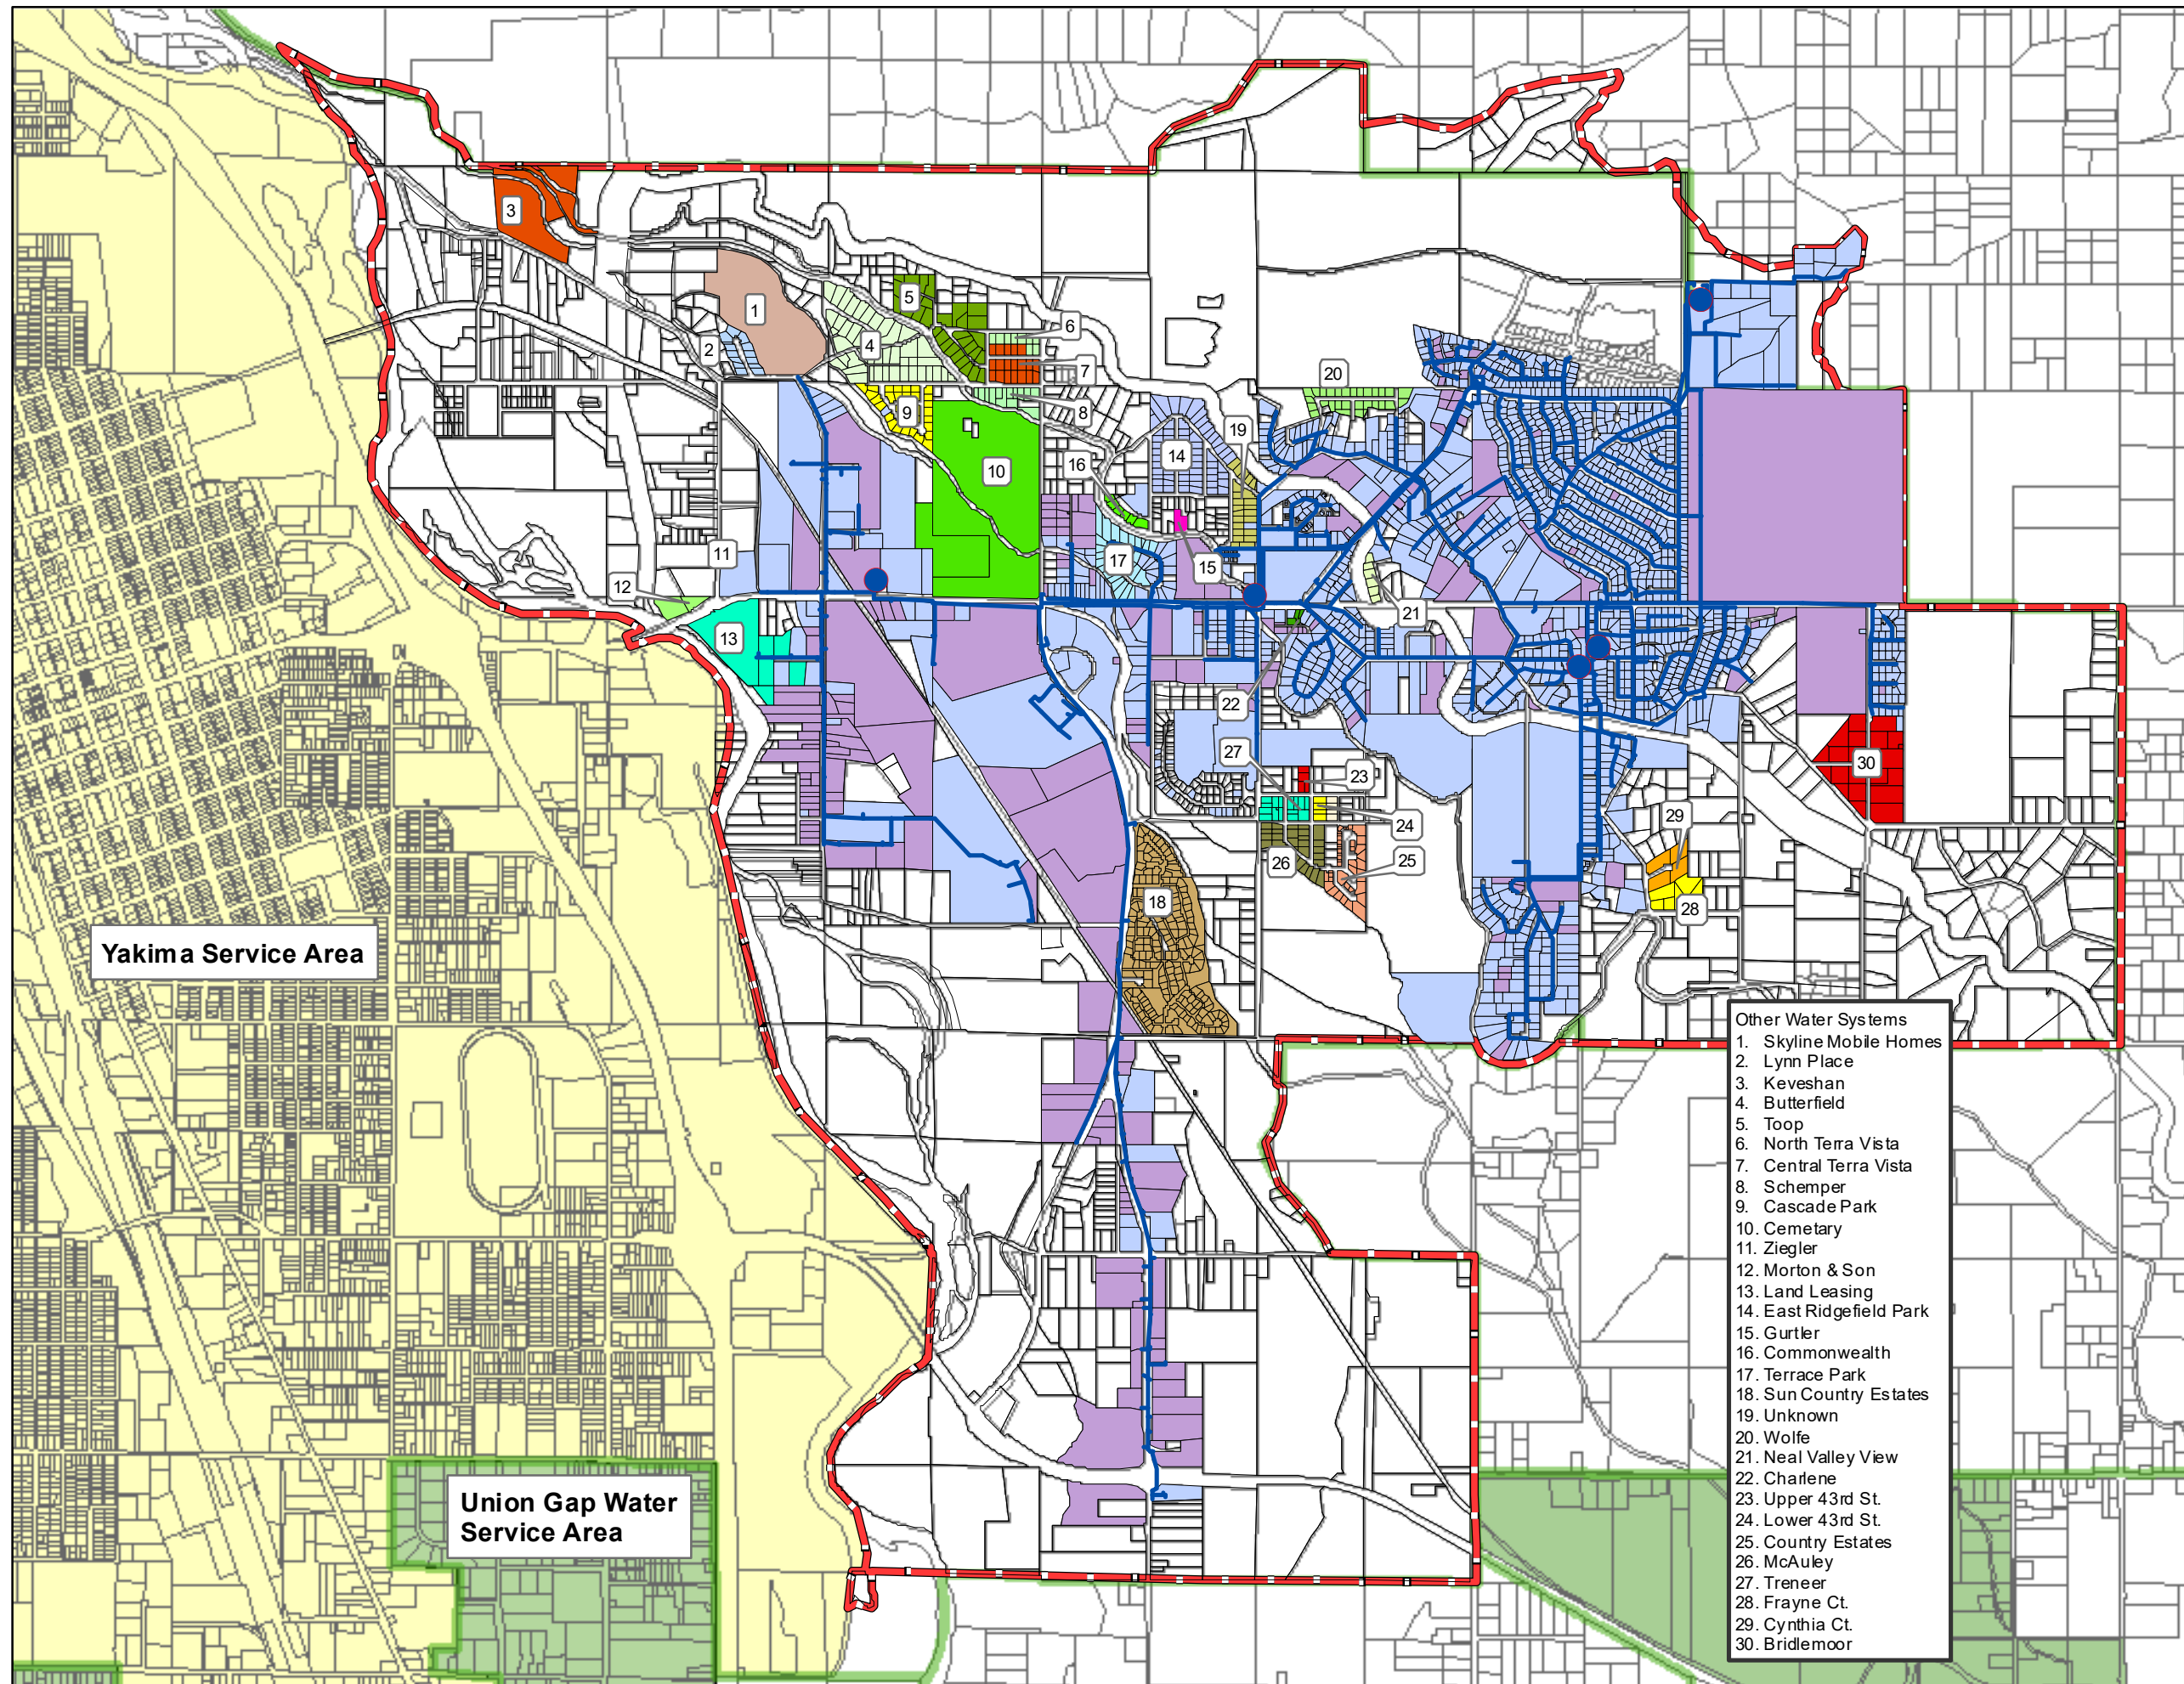 3
5
1
6
2
4
7
20
8
9
19
14
16
10
11
17
15
12
21
13
22
27
23
30
29
24
26
25
18
28
Yakima Service Area
Union Gap Water
Service Area
Other Water Systems
1. Skyline Mobile Homes
2. Lynn Place
3. Keveshan
4. Butterfield
5. Toop
6. North Terra Vista
7. Central Terra Vista
8. Schemper
9. Cascade Park
10. Cemetary
11. Ziegler
12. Morton & Son
13. Land Leasing
14. East Ridgefield Park
15. Gurtler
16. Commonwealth
17. Terrace Park
18. Sun Country Estates
19. Unknown
20. Wolfe
21. Neal Valley View
22. Charlene
23. Upper 43rd St.
24. Lower 43rd St.
25. Country Estates
26. McAuley
27. Treneer
28. Frayne Ct.
29. Cynthia Ct.
30. Bridlemoor